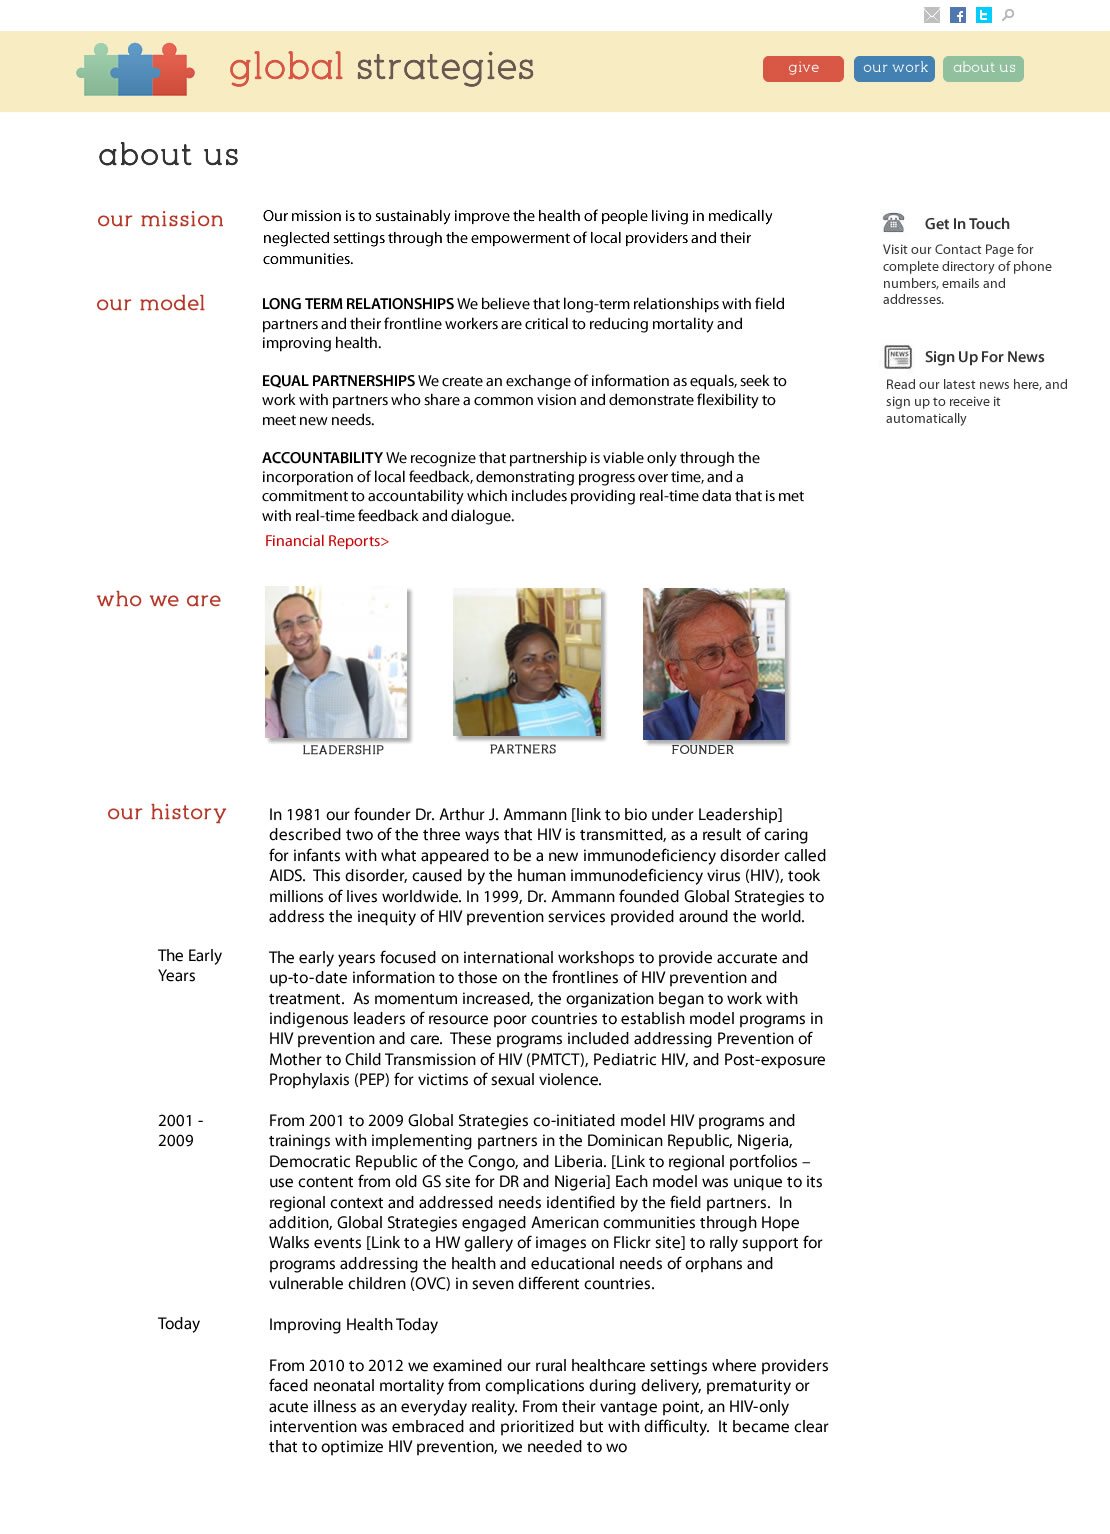 global strategies
give
our work
about us
about us
our mission
Our mission is to sustainably improve the health of people living in medically
neglected settings through the empowerment of local providers and their
communities.
our model
LONG TERM RELATIONSHIPS We believe that long-term relationships with field
partners and their frontline workers are critical to reducing mortality and
improving health.
EQUAL PARTNERSHIPS We create an exchange of information as equals, seek to
work with partners who share a common vision and demonstrate flexibility to
meet new needs.
ACCOUNTABILITY We recognize that partnership is viable only through the
incorporation of local feedback, demonstrating progress over time, and a
commitment to accountability which includes providing real-time data that is met
with real-time feedback and dialogue.
Financial Reports>
Get In Touch
Visit our Contact Page for
complete directory of phone
numbers, emails and
addresses.
NEWS
Sign Up For News
Read our latest news here, and
sign up to receive it
automatically
who we are
LEADERSHIP
PARTNERS
FOUNDER
our history
In 1981 our founder Dr. Arthur J. Ammann [link to bio under Leadership]
described two of the three ways that HIV is transmitted, as a result of caring
for infants with what appeared to be a new immunodeficiency disorder called
AIDS.  This disorder, caused by the human immunodeficiency virus (HIV), took
millions of lives worldwide. In 1999, Dr. Ammann founded Global Strategies to
address the inequity of HIV prevention services provided around the world.
The Early
Years
The early years focused on international workshops to provide accurate and
up-to-date information to those on the frontlines of HIV prevention and
treatment.  As momentum increased, the organization began to work with
indigenous leaders of resource poor countries to establish model programs in
HIV prevention and care.  These programs included addressing Prevention of
Mother to Child Transmission of HIV (PMTCT), Pediatric HIV, and Post-exposure
Prophylaxis (PEP) for victims of sexual violence.
2001 -
2009
From 2001 to 2009 Global Strategies co-initiated model HIV programs and
trainings with implementing partners in the Dominican Republic, Nigeria,
Democratic Republic of the Congo, and Liberia. [Link to regional portfolios –
use content from old GS site for DR and Nigeria] Each model was unique to its
regional context and addressed needs identified by the field partners.  In
addition, Global Strategies engaged American communities through Hope
Walks events [Link to a HW gallery of images on Flickr site] to rally support for
programs addressing the health and educational needs of orphans and
vulnerable children (OVC) in seven different countries.
Today
Improving Health Today
From 2010 to 2012 we examined our rural healthcare settings where providers
faced neonatal mortality from complications during delivery, prematurity or
acute illness as an everyday reality. From their vantage point, an HIV-only
intervention was embraced and prioritized but with difficulty.  It became clear
that to optimize HIV prevention, we needed to wo